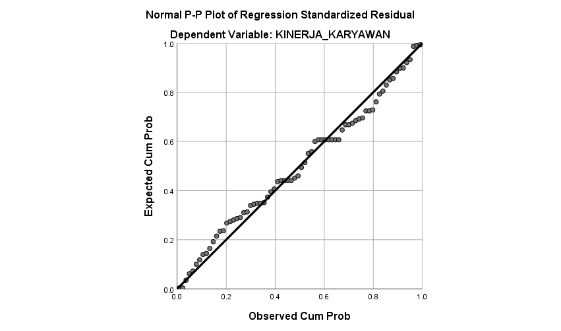 Normal P-P Plot of Regression Standardized Residual
Dependent Variable: KINERJA_KARYAWAN
Expected Cum Prob
1.0
0.8
0.6
0.4
0.2
0.0
0.0 0.2 0.4 0.6 0.8 1.0
Observed Cum Prob